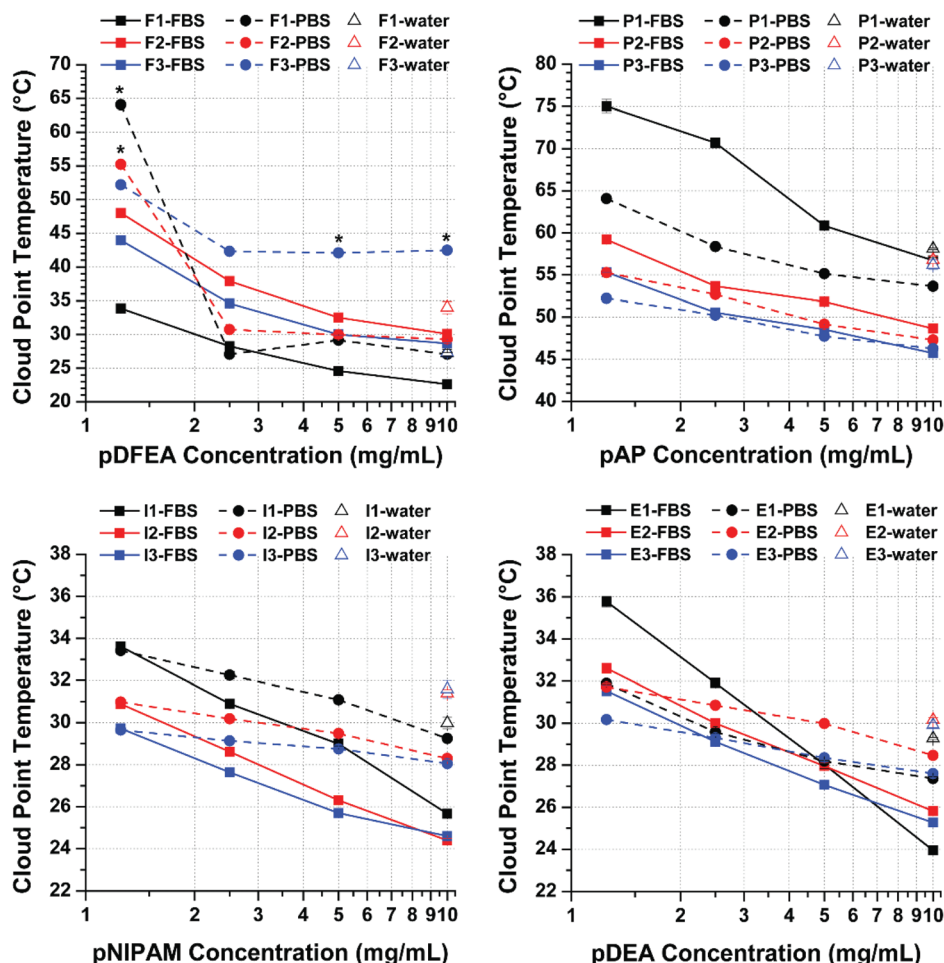 F1-FBS F1-PBS F1-water
F2-FBS F2-PBS F2-water
F3-FBS F3-PBS F3-water
70
65
60
55
50
45
40
35
30
25
20
Cloud Point Temperature (°C)
*
*
*
*
1 2 3 4 5 6 7 8 910
pDFEA Concentration (mg/mL)
P1-FBS P1-PBS P1-water
P2-FBS P2-PBS P2-water
P3-FBS P3-PBS P3-water
80
75
70
65
60
55
50
45
40
Cloud Point Temperature (°C)
1 2 3 4 5 6 7 8 910
pAP Concentration (mg/mL)
I1-FBS I1-PBS I1-water
I2-FBS I2-PBS I2-water
I3-FBS I3-PBS I3-water
38
36
34
32
30
28
26
24
22
Cloud Point Temperature (°C)
1 2 3 4 5 6 7 8 910
pNIPAM Concentration (mg/mL)
E1-FBS E1-PBS E1-water
E2-FBS E2-PBS E2-water
E3-FBS E3-PBS E3-water
38
36
34
32
30
28
26
24
22
Cloud Point Temperature (°C)
1 2 3 4 5 6 7 8 910
pDEA Concentration (mg/mL)